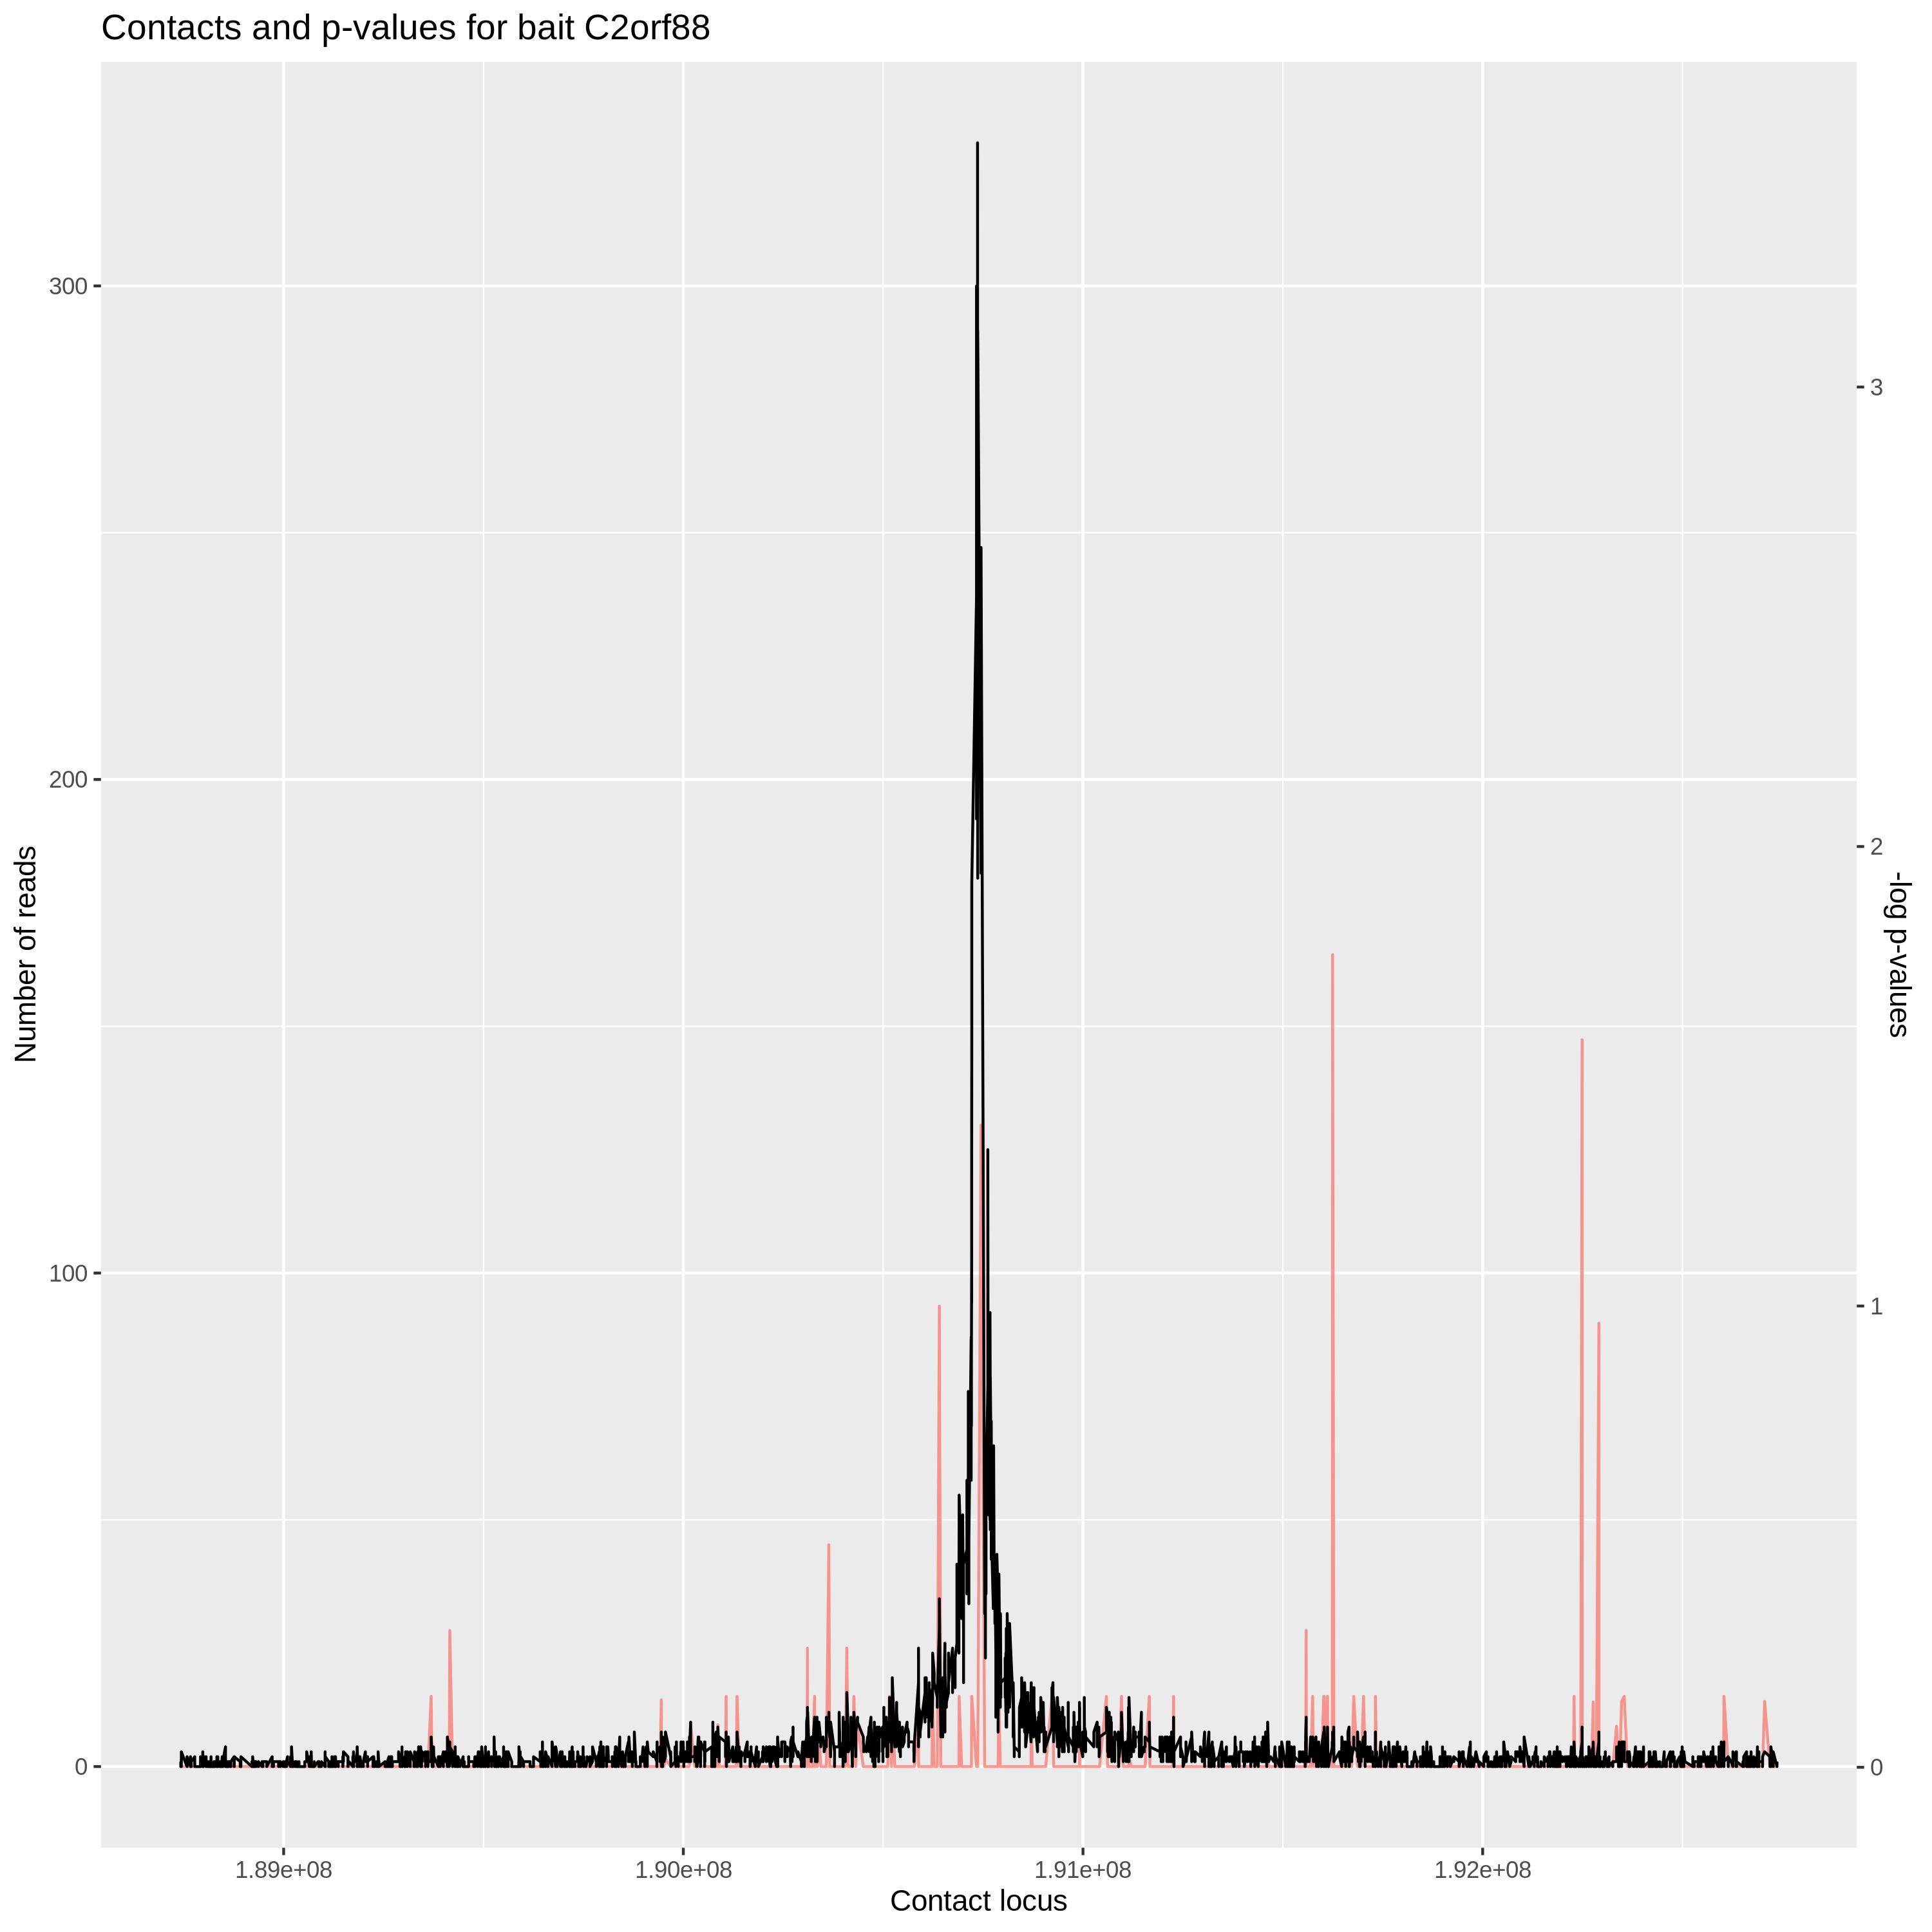 Contacts and p-values for bait C2orf88
300
200
100
0
Number of reads
3
2
1
0
-log p-values
1.89e+08
1.90e+08
1.91e+08
1.92e+08
Contact locus